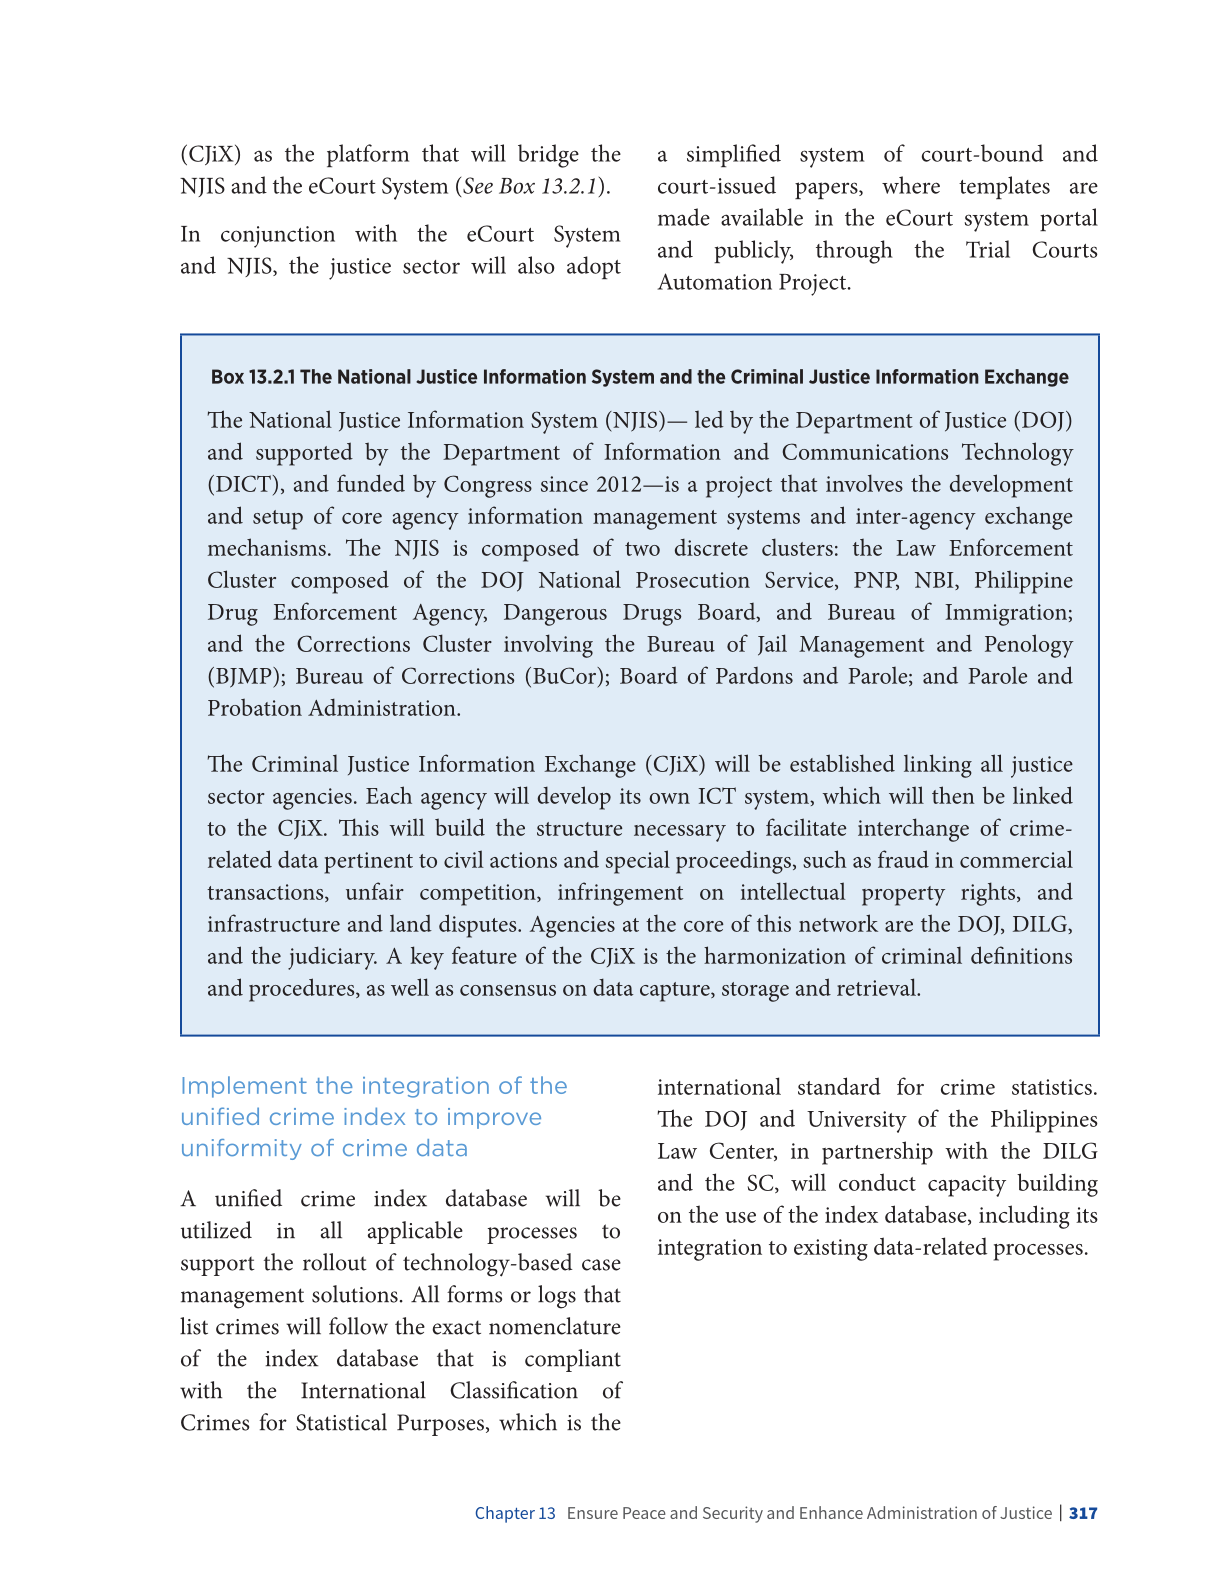 (CJiX) as the platform that will bridge the
NJIS and the eCourt System (See Box 13.2.1).
In conjunction with the eCourt System
and NJIS, the justice sector will also adopt
a simplified system of court-bound and
court-issued papers, where templates are
made available in the eCourt system portal
and publicly, through the Trial Courts
Automation Project.
Box 13.2.1 The National Justice Information System and the Criminal Justice Information Exchange
The National Justice Information System (NJIS)— led by the Department of Justice (DOJ)
and supported by the Department of Information and Communications Technology
(DICT), and funded by Congress since 2012—is a project that involves the development
and setup of core agency information management systems and inter-agency exchange
mechanisms. The NJIS is composed of two discrete clusters: the Law Enforcement
Cluster composed of the DOJ National Prosecution Service, PNP, NBI, Philippine
Drug Enforcement Agency, Dangerous Drugs Board, and Bureau of Immigration;
and the Corrections Cluster involving the Bureau of Jail Management and Penology
(BJMP); Bureau of Corrections (BuCor); Board of Pardons and Parole; and Parole and
Probation Administration.
The Criminal Justice Information Exchange (CJiX) will be established linking all justice
sector agencies. Each agency will develop its own ICT system, which will then be linked
to the CJiX. This will build the structure necessary to facilitate interchange of crime-
related data pertinent to civil actions and special proceedings, such as fraud in commercial
transactions, unfair competition, infringement on intellectual property rights, and
infrastructure and land disputes. Agencies at the core of this network are the DOJ, DILG,
and the judiciary. A key feature of the CJiX is the harmonization of criminal definitions
and procedures, as well as consensus on data capture, storage and retrieval.
Implement the integration of the
unified crime index to improve
uniformity of crime data
A unified crime index database will be
utilized in all applicable processes to
support the rollout of technology-based case
management solutions. All forms or logs that
list crimes will follow the exact nomenclature
of the index database that is compliant
with the International Classification of
Crimes for Statistical Purposes, which is the
international standard for crime statistics.
The DOJ and University of the Philippines
Law Center, in partnership with the DILG
and the SC, will conduct capacity building
on the use of the index database, including its
integration to existing data-related processes.
Chapter 13 Ensure Peace and Security and Enhance Administration of Justice | 317